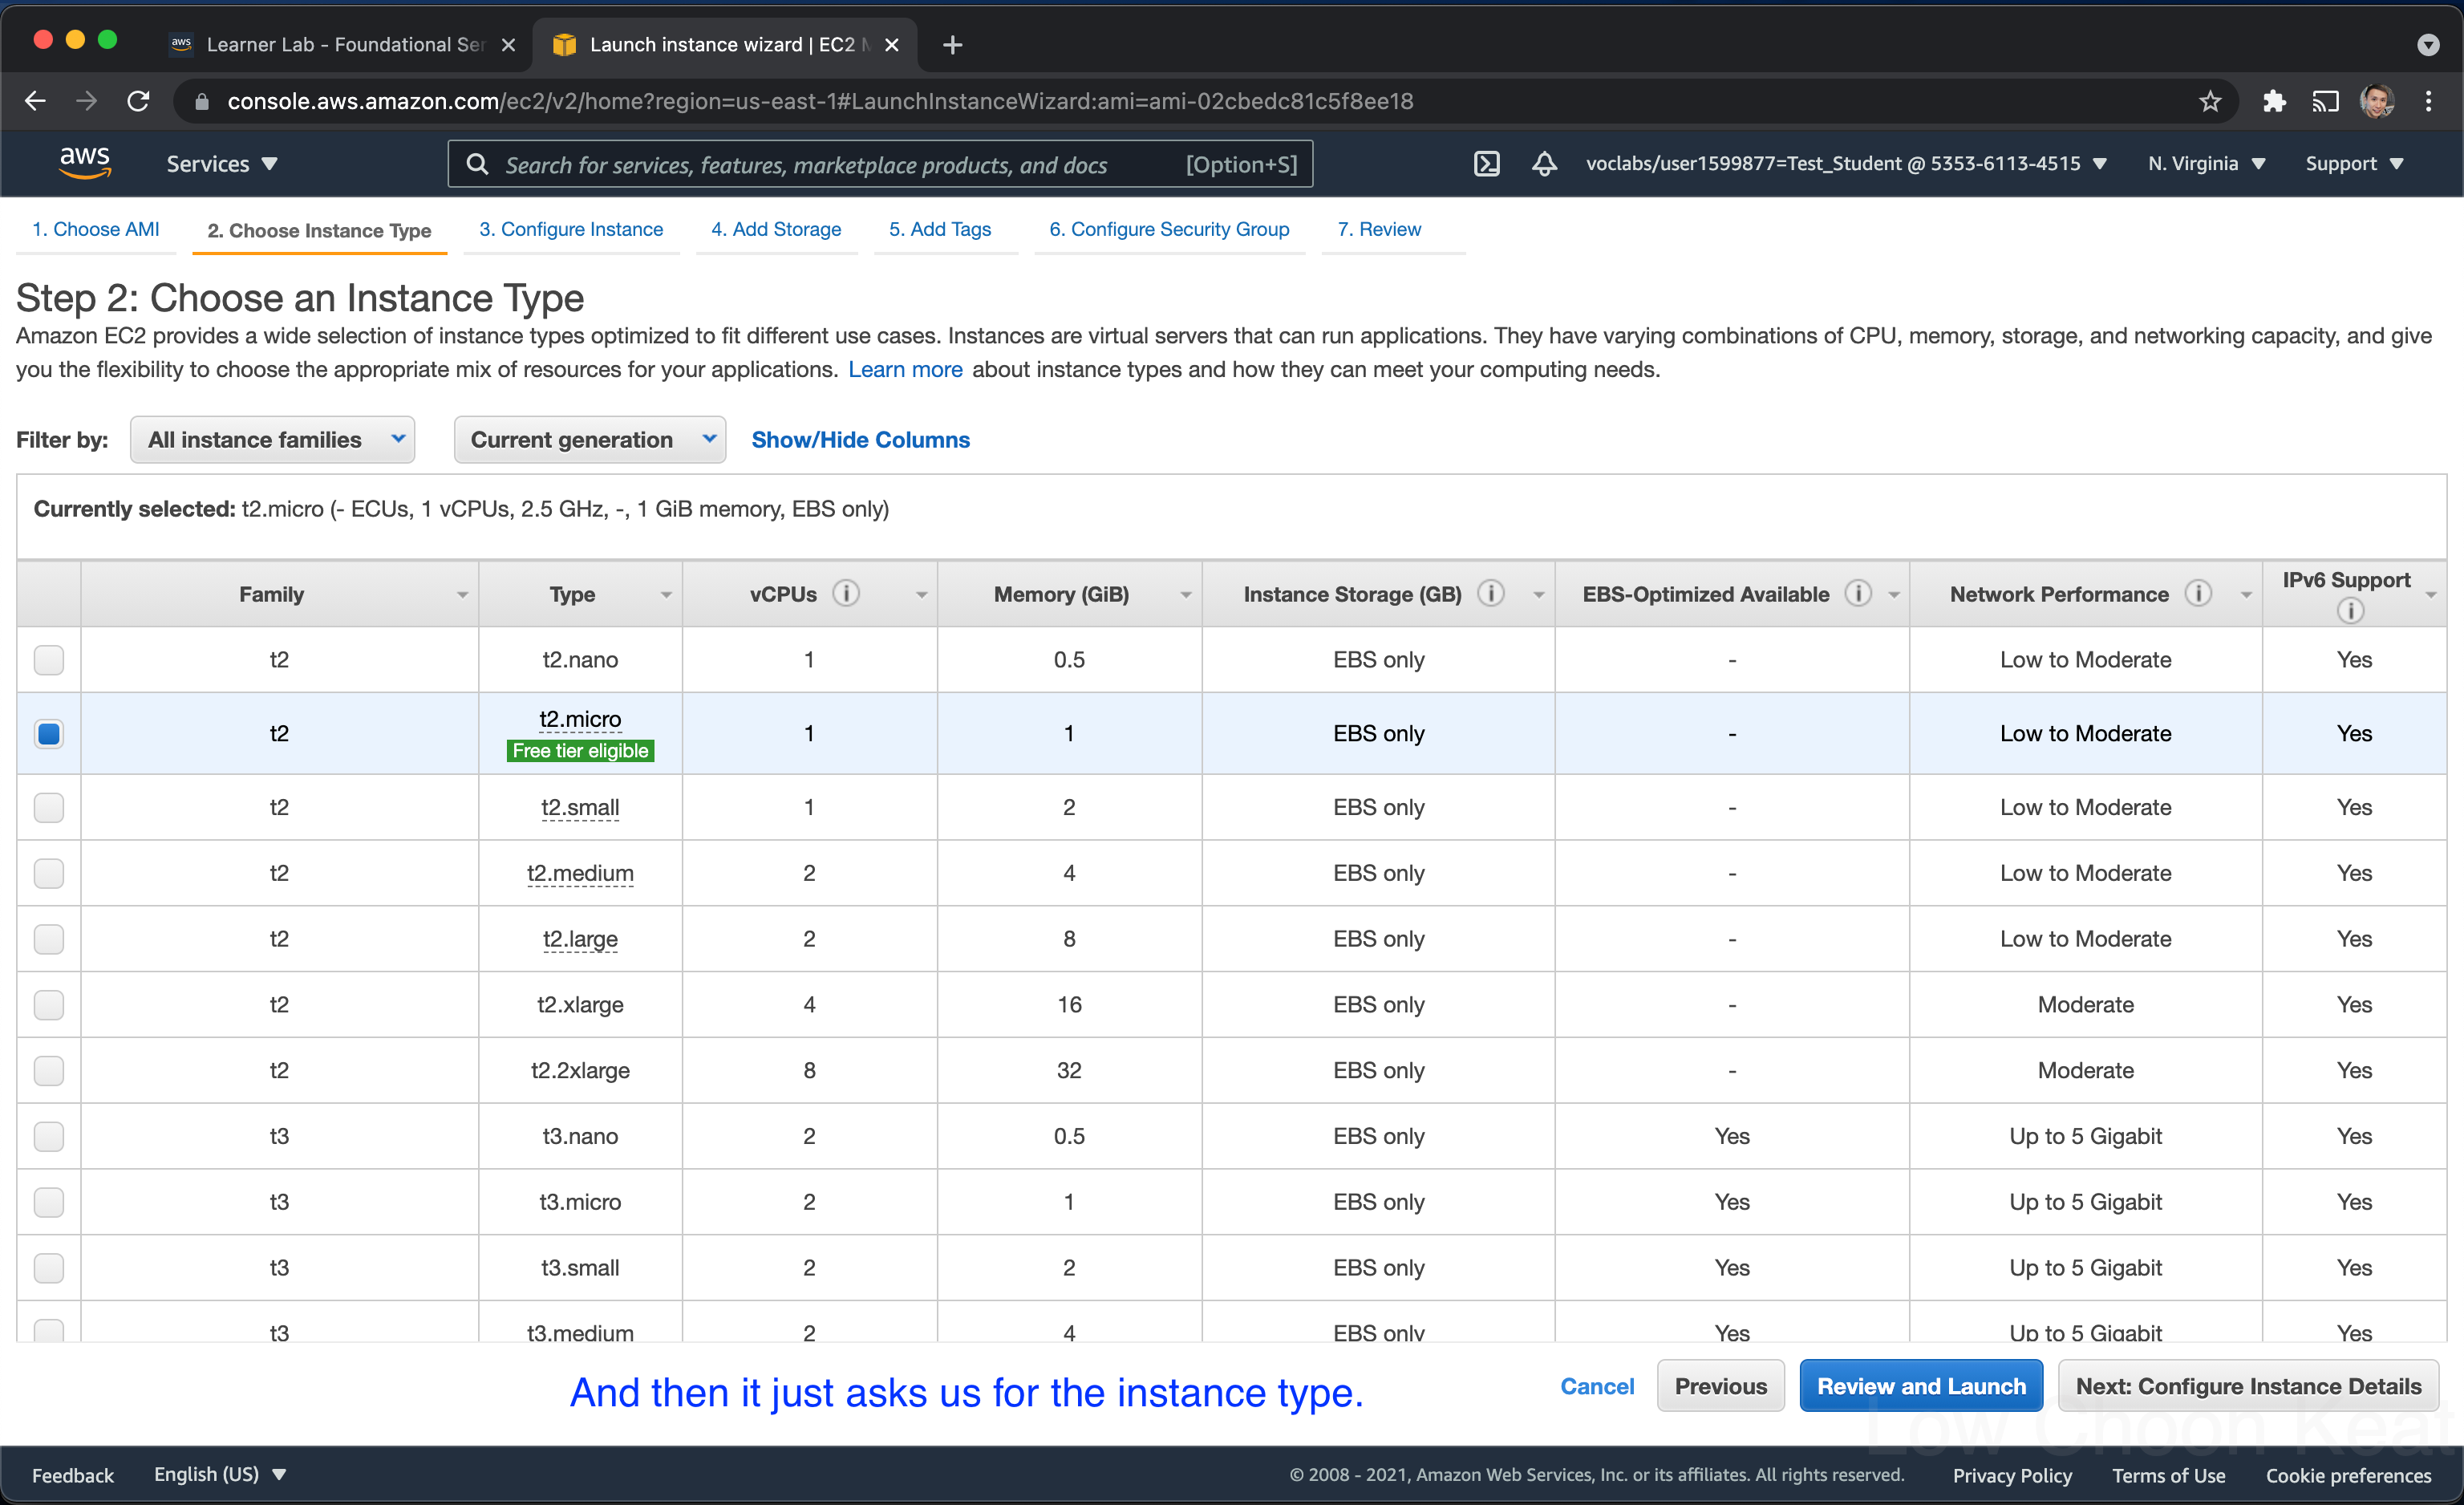 aws Learner Lab - Foundational Ser
Launch instance wizard | EC2 M
console.aws.amazon.com/ec2/v2/home?region=us-east-1#LaunchInstanceWizard:ami=ami-02cbedc81c5f8ee18
aws Services Search for services, features, marketplace products, and docs [Option+S] voclabs/user1599877=Test_Student @ 5353-6113-4515 N. Virginia Support
1. Choose AMI 2. Choose Instance Type 3. Configure Instance 4. Add Storage 5. Add Tags 6. Configure Security Group 7. Review
Step 2: Choose an Instance Type
Amazon EC2 provides a wide selection of instance types optimized to fit different use cases. Instances are virtual servers that can run applications. They have varying combinations of CPU, memory, storage, and networking capacity, and give
you the flexibility to choose the appropriate mix of resources for your applications. Learn more about instance types and how they can meet your computing needs.
Filter by: All instance families Current generation Show/Hide Columns
Currently selected: t2.micro (- ECUs, 1 vCPUs, 2.5 GHz, -, 1 GiB memory, EBS only)
Family Type vCPUs i Memory (GiB) Instance Storage (GB) i EBS-Optimized Available i Network Performance i IPv6 Support i
t2 t2.nano 1 0.5 EBS only - Low to Moderate Yes
t2 t2.micro 1 1 EBS only - Low to Moderate Yes
Free tier eligible
t2 t2.small 1 2 EBS only - Low to Moderate Yes
t2 t2.medium 2 4 EBS only - Low to Moderate Yes
t2 t2.large 2 8 EBS only - Low to Moderate Yes
t2 t2.xlarge 4 16 EBS only - Moderate Yes
t2 t2.2xlarge 8 32 EBS only - Moderate Yes
t3 t3.nano 2 0.5 EBS only Yes Up to 5 Gigabit Yes
t3 t3.micro 2 1 EBS only Yes Up to 5 Gigabit Yes
t3 t3.small 2 2 EBS only Yes Up to 5 Gigabit Yes
t3 t3.medium 2 4 EBS only Yes Up to 5 Gigabit Yes
And then it just asks us for the instance type.
Cancel Previous Review and Launch Next: Configure Instance Details
Low Choon Keat
Feedback English (US) © 2008 - 2021, Amazon Web Services, Inc. or its affiliates. All rights reserved. Privacy Policy Terms of Use Cookie preferences